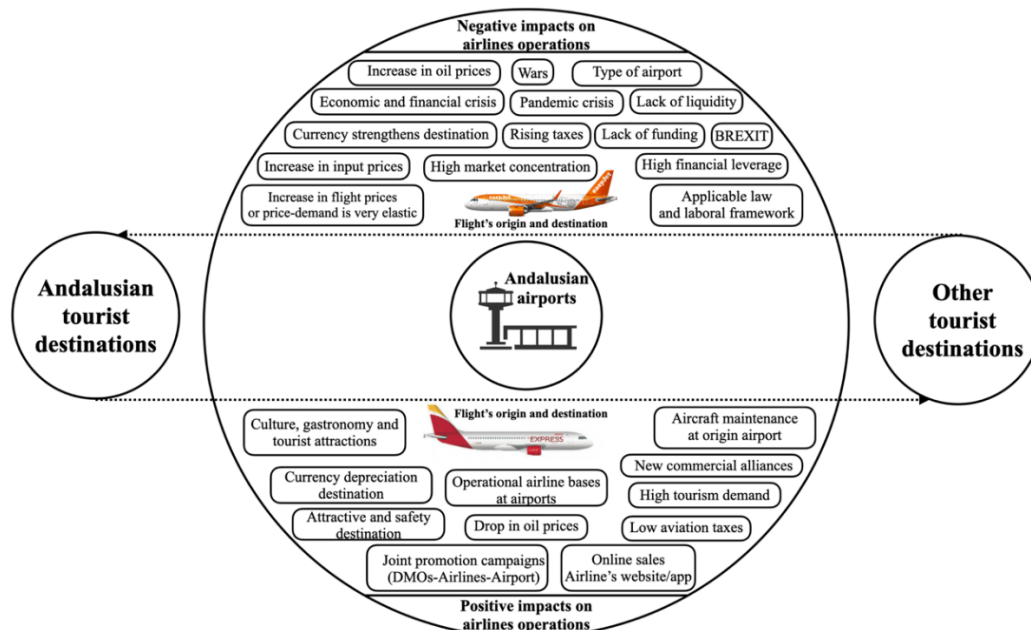 Negative impacts on
airlines operations
Increase in oil prices
Wars
Type of airport
Economic and financial crisis
Pandemic crisis
Lack of liquidity
Currency strengthens destination
Rising taxes
Lack of funding
BREXIT
Increase in input prices
High market concentration
High financial leverage
Increase in flight prices
or price-demand is very elastic
easyJet
Applicable law
and laboral framework
Flight's origin and destination
Andalusian
tourist
destinations
Andalusian
airports
Other
tourist
destinations
Flight's origin and destination
Culture, gastronomy and
tourist attractions
EXPRESS
Aircraft maintenance
at origin airport
New commercial alliances
Currency depreciation
destination
Operational airline bases
at airports
High tourism demand
Attractive and safety
destination
Drop in oil prices
Low aviation taxes
Joint promotion campaigns
(DMOs-Airlines-Airport)
Online sales
Airline's website/app
Positive impacts on
airlines operations